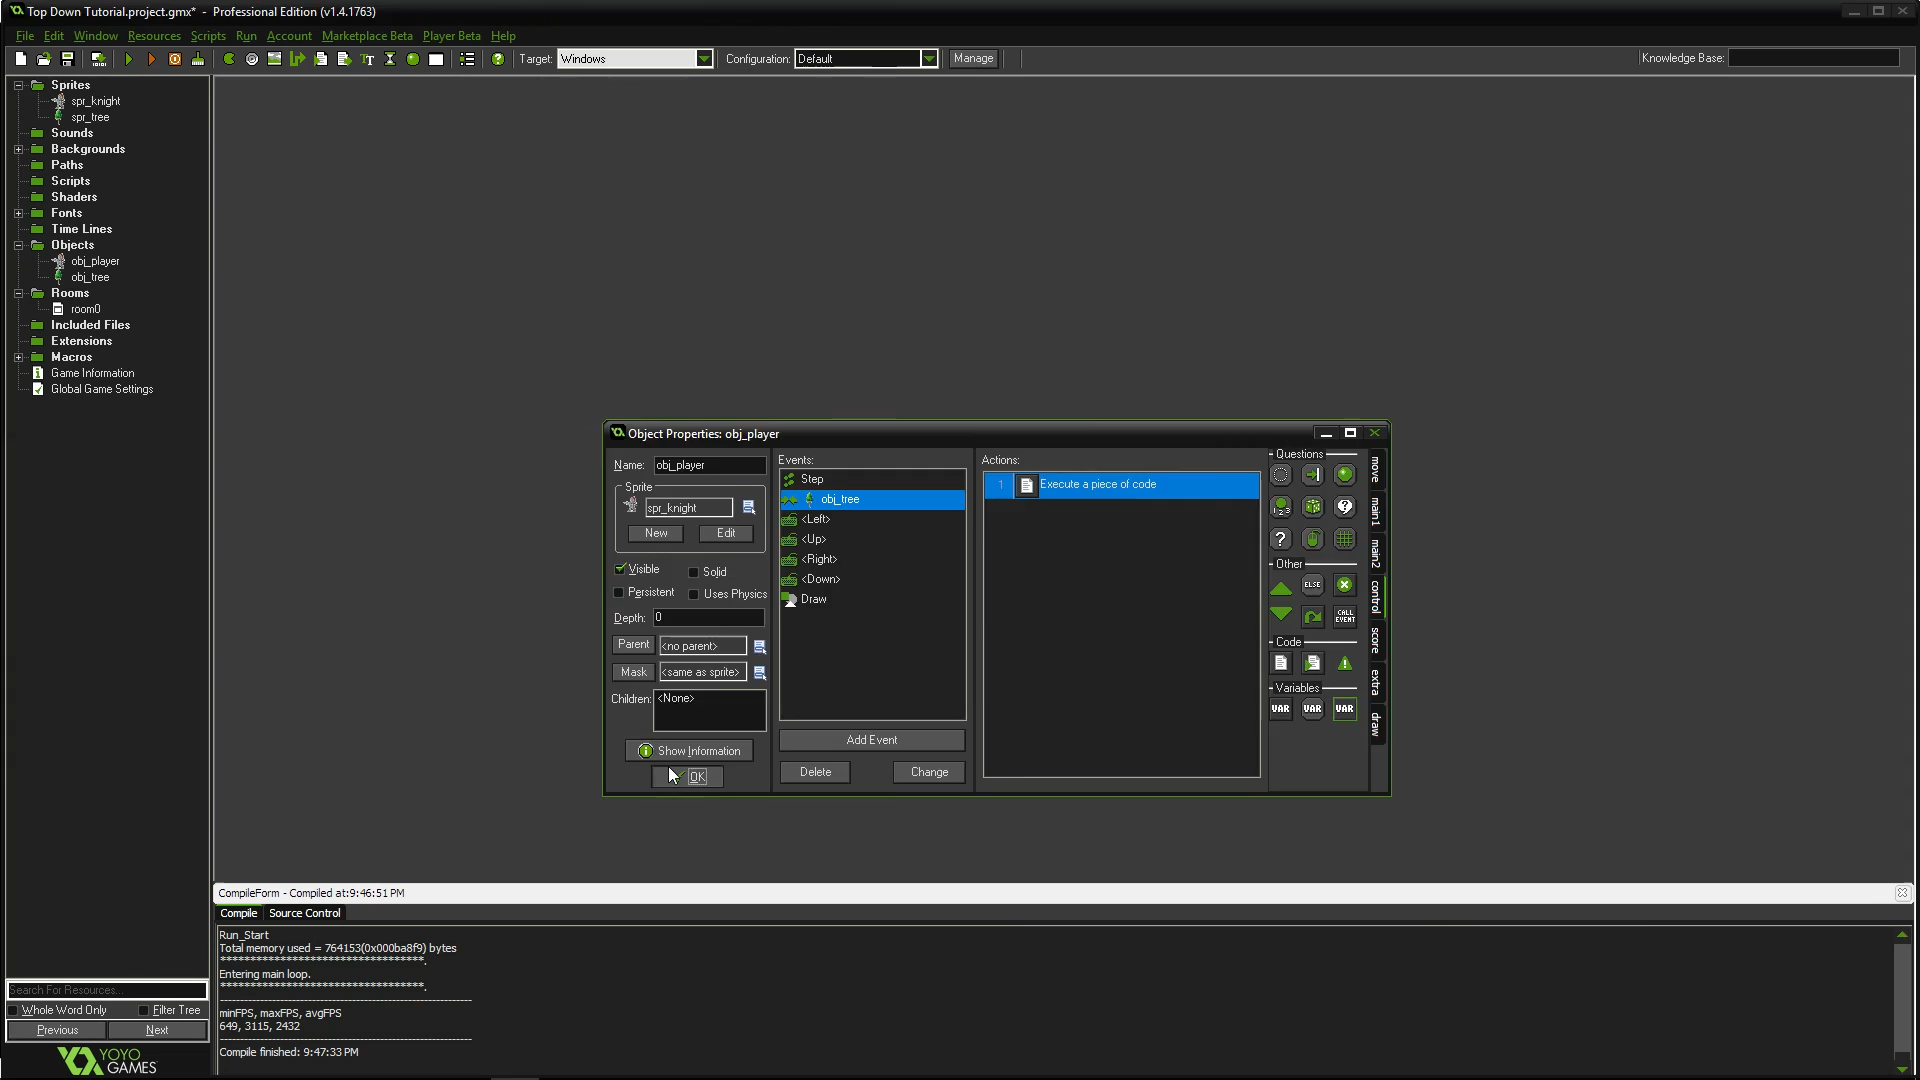 Top Down Tutorial.project.gmx* - Professional Edition (v1.4.1763)
File Edit Window Resources Scripts Run Account Marketplace Beta Player Beta Help
Target: Windows Configuration: Default Manage Knowledge Base:
Sprites
spr_knight
spr_tree
Sounds
Backgrounds
Paths
Scripts
Shaders
Fonts
Time Lines
Objects
obj_player
obj_tree
Rooms
room0
Included Files
Extensions
Macros
Game Information
Global Game Settings
Object Properties: obj_player
Name: obj_player
Sprite
spr_knight
New Edit
Visible Solid
Persistent Uses Physics
Depth: 0
Parent <no parent>
Mask <same as sprite>
Children: <None>
Show Information
OK
Events:
Step
obj_tree
<Left>
<Up>
<Right>
<Down>
Draw
Add Event
Delete Change
Actions:
1 Execute a piece of code
Questions
Other
ELSE
CALL EVENT
Code
Variables
VAR VAR VAR
move
main1
main2
control
score
extra
draw
CompileForm - Compiled at:9:46:51 PM
Compile Source Control
Run_Start
Total memory used = 764153(0x000ba8f9) bytes
***********************************.
Entering main loop.
***********************************.
minFPS, maxFPS, avgFPS
649, 3115, 2432
Compile finished: 9:47:33 PM
Search For Resources...
Whole Word Only Filter Tree
Previous Next
YOYO
GAMES